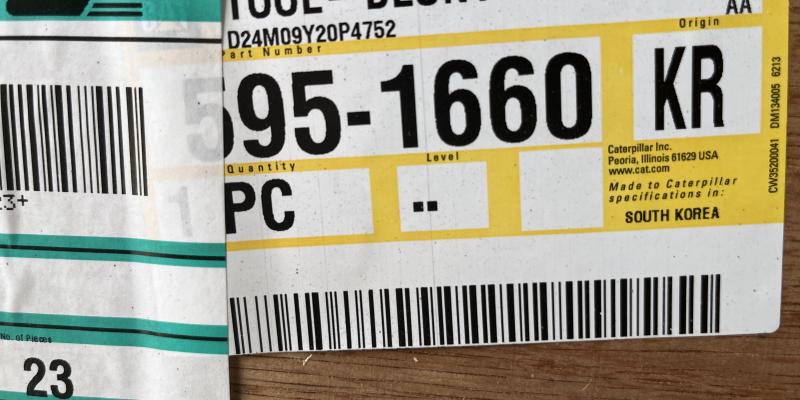 AA
D24M09Y20P4752
Part Number
Origin
595-1660
KR
Quantity
Level
PC
--
Caterpillar Inc.
Peoria, Illinois 61629 USA
www.cat.com
Made to Caterpillar
specifications in:
SOUTH KOREA
CW35200041 DM134005 6213
23+
No. of Pieces
23